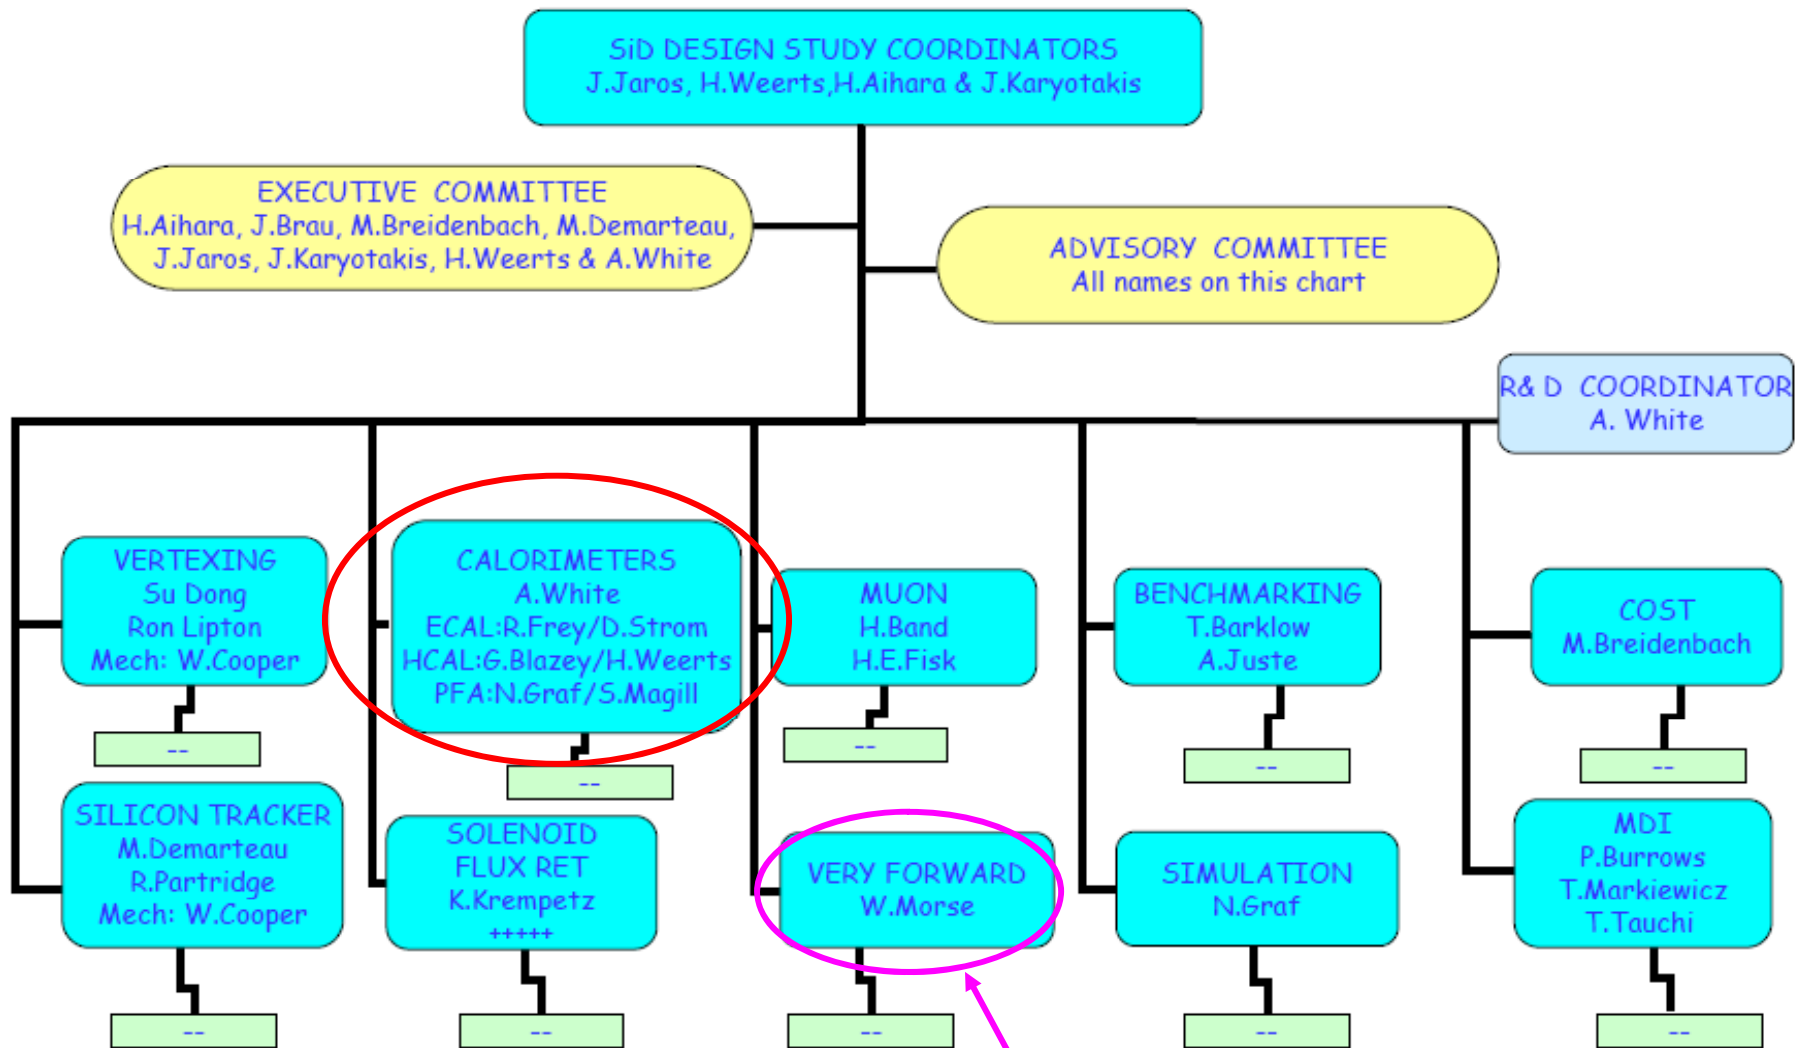 SiD DESIGN STUDY COORDINATORS
J.Jaros, H.Weerts,H.Aihara & J.Karyotakis
EXECUTIVE COMMITTEE
H.Aihara, J.Brau, M.Breidenbach, M.Demarteau,
J.Jaros, J.Karyotakis, H.Weerts & A.White
ADVISORY COMMITTEE
All names on this chart
R& D COORDINATOR
A. White
VERTEXING
Su Dong
Ron Lipton
Mech: W.Cooper
--
CALORIMETERS
A.White
ECAL:R.Frey/D.Strom
HCAL:G.Blazey/H.Weerts
PFA:N.Graf/S.Magill
--
MUON
H.Band
H.E.Fisk
--
BENCHMARKING
T.Barklow
A.Juste
--
COST
M.Breidenbach
--
SILICON TRACKER
M.Demarteau
R.Partridge
Mech: W.Cooper
--
SOLENOID
FLUX RET
K.Krempetz
+++++
--
VERY FORWARD
W.Morse
--
SIMULATION
N.Graf
--
MDI
P.Burrows
T.Markiewicz
T.Tauchi
--